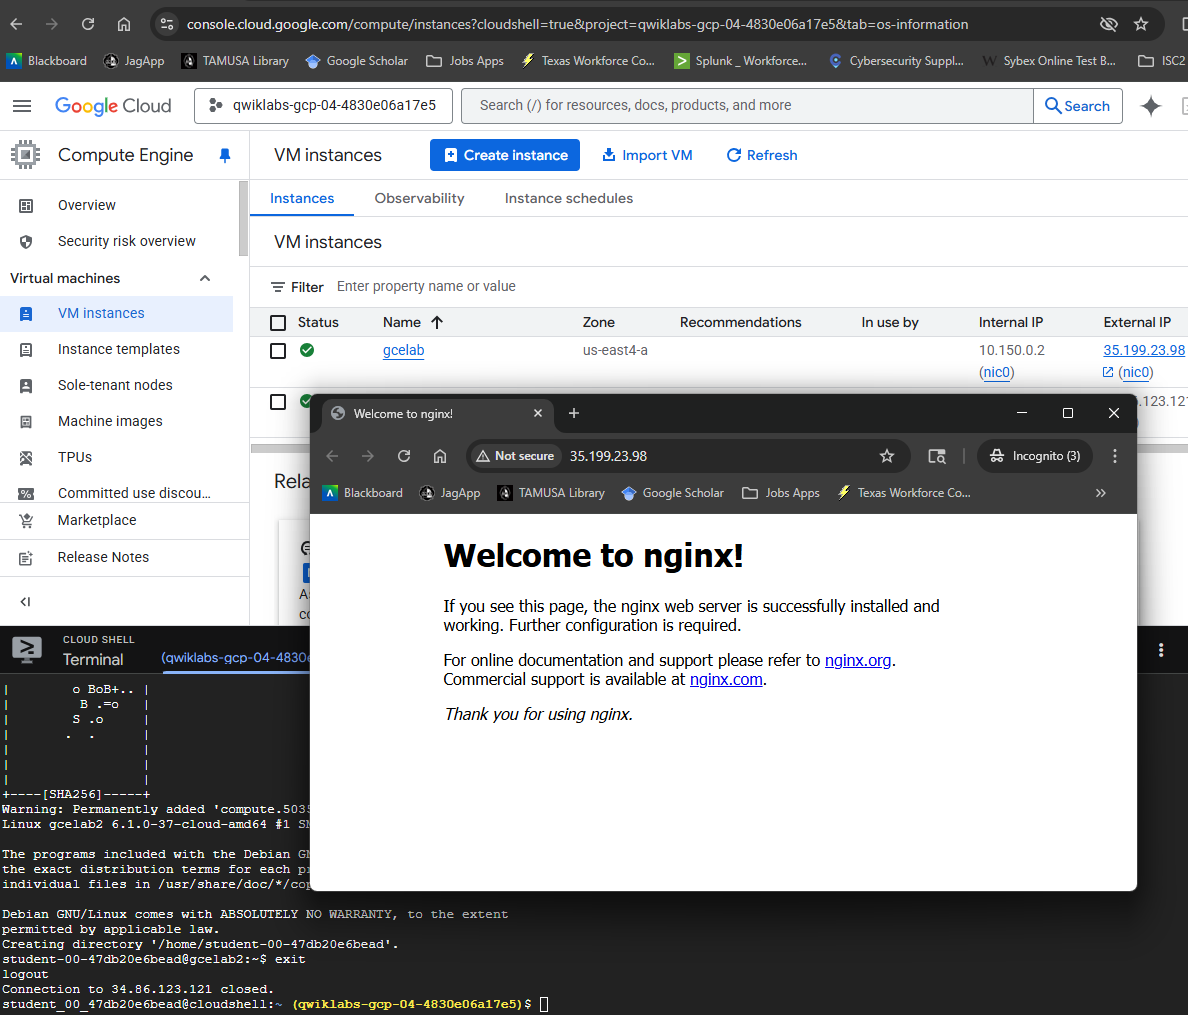 console.cloud.google.com/compute/instances?cloudshell=true&project=qwiklabs-gcp-04-4830e06a17e5&tab=os-information
Blackboard JagApp TAMUSA Library Google Scholar Jobs Apps Texas Workforce Co... Splunk _ Workforce... Cybersecurity Suppl... Sybex Online Test B... ISC2
Google Cloud qwiklabs-gcp-04-4830e06a17e5 Search (/) for resources, docs, products, and more Search
Compute Engine
VM instances Create instance Import VM Refresh
Overview
Security risk overview
Virtual machines
VM instances
Instance templates
Sole-tenant nodes
Machine images
TPUs
Committed use discou...
Marketplace
Release Notes
Instances Observability Instance schedules
VM instances
Filter Enter property name or value
Status Name Zone Recommendations In use by Internal IP External IP
gcelab us-east4-a 10.150.0.2 35.199.23.98
(nic0) (nic0)
.123.121
Rela
Welcome to nginx!
Not secure 35.199.23.98 Incognito (3)
Blackboard JagApp TAMUSA Library Google Scholar Jobs Apps Texas Workforce Co... »
Welcome to nginx!
If you see this page, the nginx web server is successfully installed and
working. Further configuration is required.
For online documentation and support please refer to nginx.org.
Commercial support is available at nginx.com.
Thank you for using nginx.
CLOUD SHELL
Terminal (qwiklabs-gcp-04-4830e
| o BoB+.. |
| B .=o |
| S .o |
| . . |
| |
| |
| |
+----[SHA256]-----+
Warning: Permanently added 'compute.5035
Linux gcelab2 6.1.0-37-cloud-amd64 #1 SM
The programs included with the Debian GN
the exact distribution terms for each pr
individual files in /usr/share/doc/*/cop
Debian GNU/Linux comes with ABSOLUTELY NO WARRANTY, to the extent
permitted by applicable law.
Creating directory '/home/student-00-47db20e6bead'.
student-00-47db20e6bead@gcelab2:~$ exit
logout
Connection to 34.86.123.121 closed.
student_00_47db20e6bead@cloudshell:~ (qwiklabs-gcp-04-4830e06a17e5)$